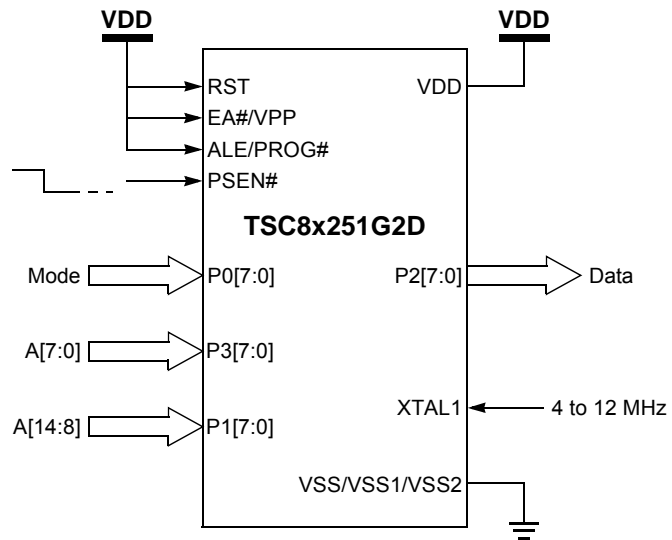 VDD VDD
RST VDD
EA#/VPP
ALE/PROG#
PSEN#
TSC8x251G2D
Mode P0[7:0] P2[7:0] Data
A[7:0] P3[7:0]
XTAL1 4 to 12 MHz
A[14:8] P1[7:0]
VSS/VSS1/VSS2